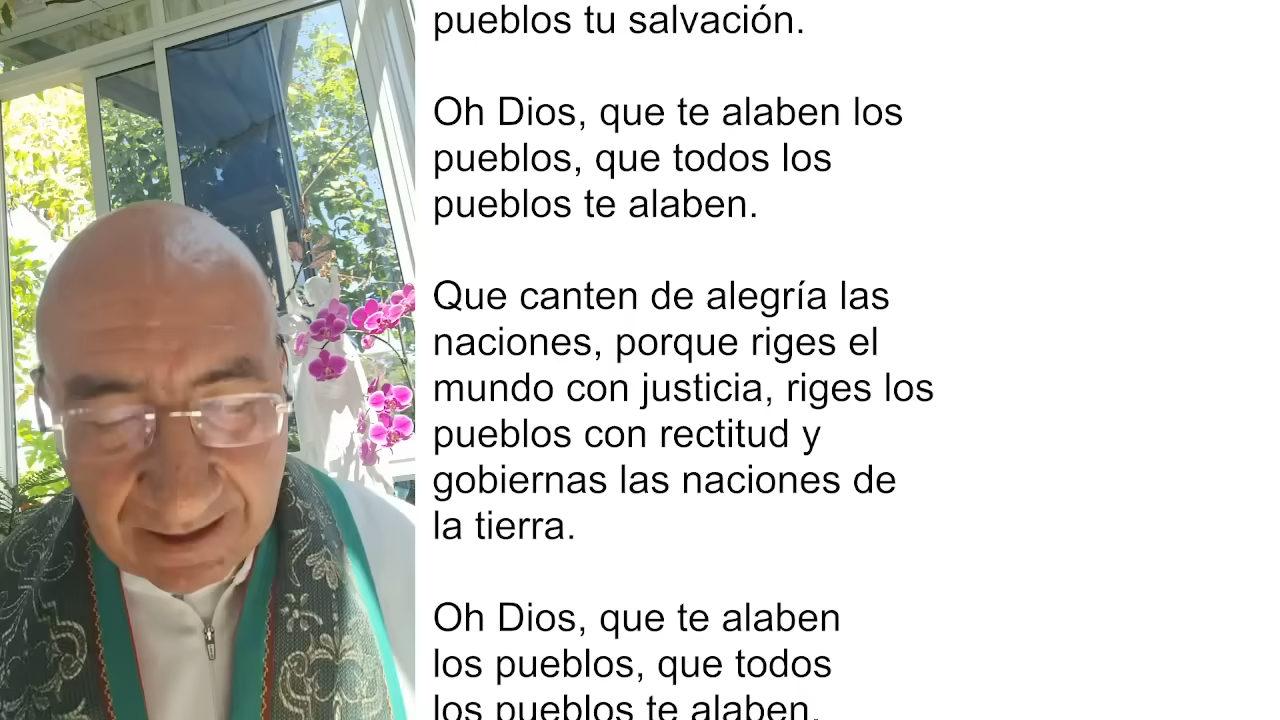 pueblos tu salvación.
Oh Dios, que te alaben los
pueblos, que todos los
pueblos te alaben.
Que canten de alegría las
naciones, porque riges el
mundo con justicia, riges los
pueblos con rectitud y
gobiernas las naciones de
la tierra.
Oh Dios, que te alaben
los pueblos, que todos
los pueblos te alaben.